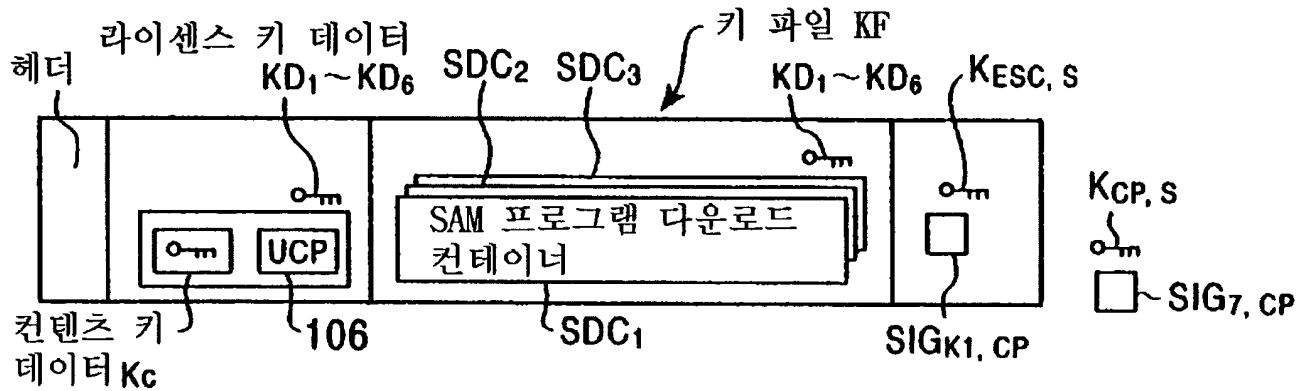 키 파일 KF
라이센스 키 데이터
헤더
KD1~KD6
SDC2
SDC3
KD1~KD6
KESC, S
KCP, S
SAM 프로그램 다운로드
컨테이너
UCP
SIG7, CP
컨텐츠 키
데이터 Kc
106
SDC1
SIGK1, CP